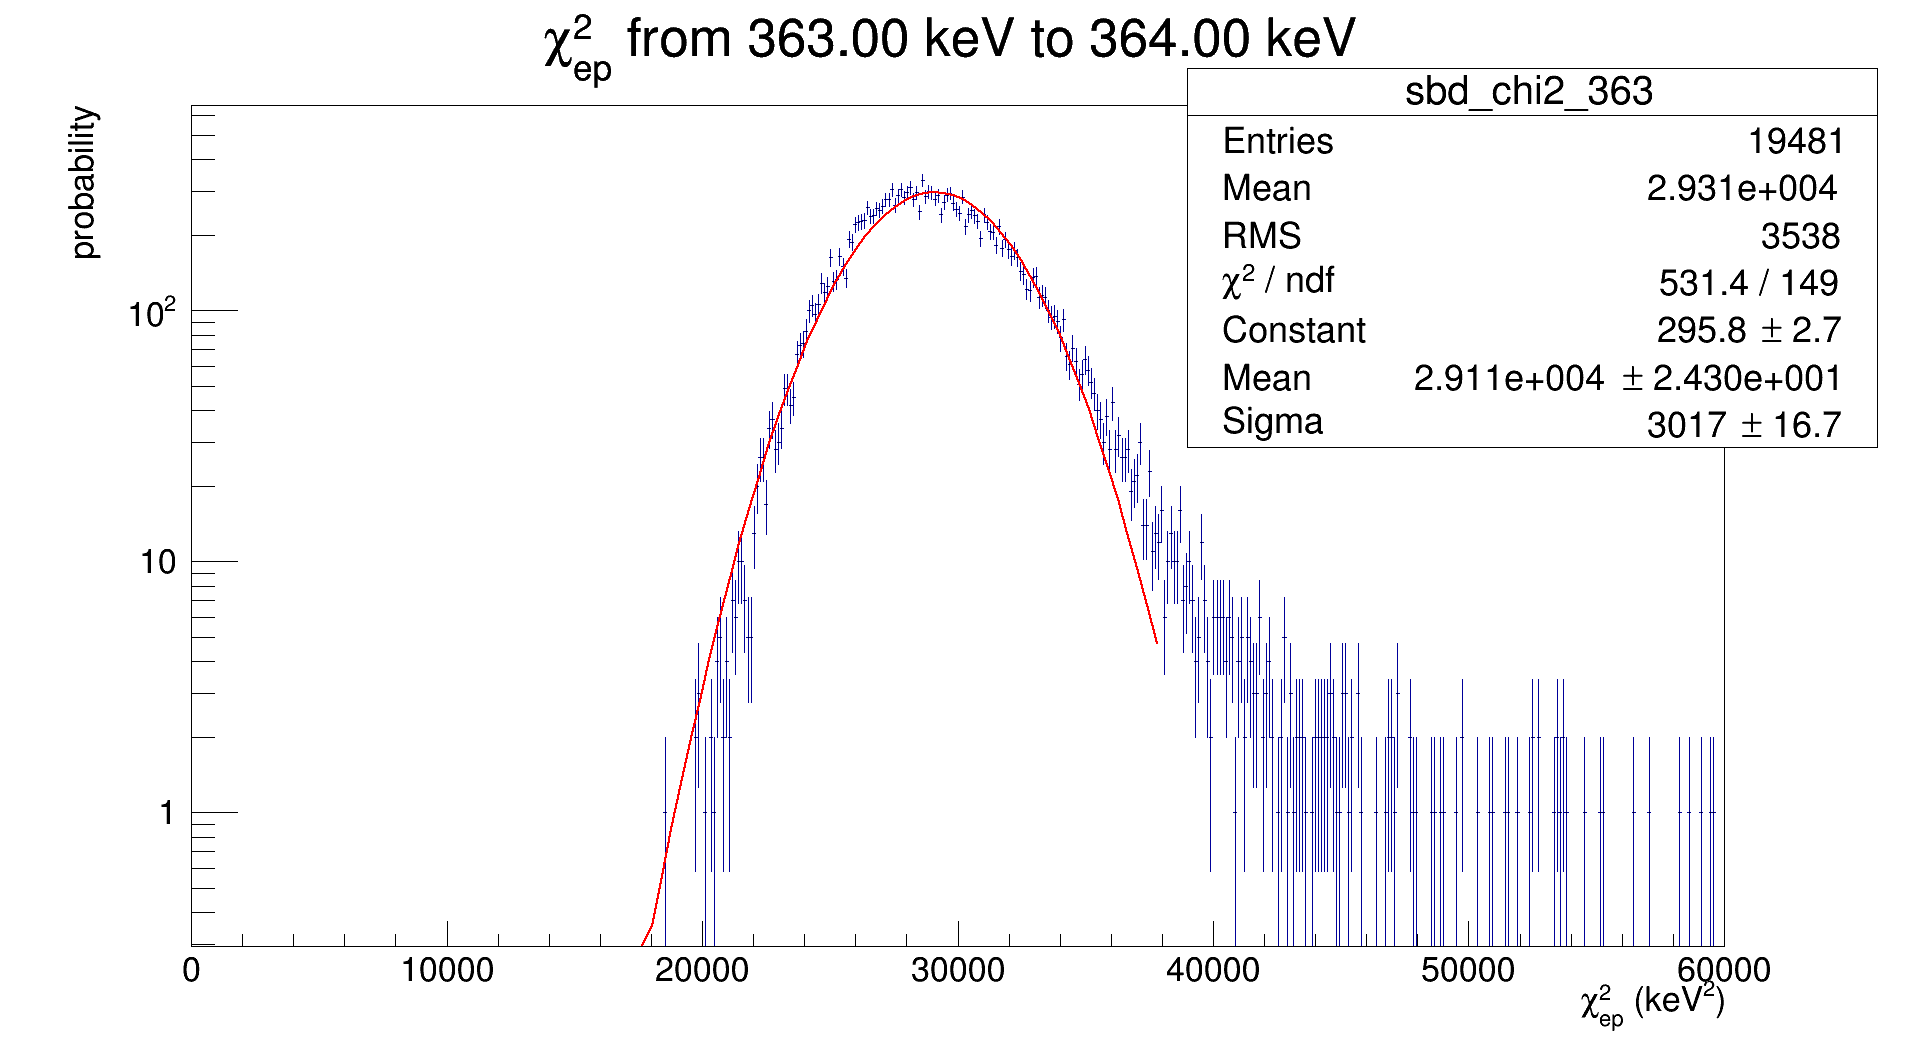 χ²ep from 363.00 keV to 364.00 keV
sbd_chi2_363
Entries 19481
Mean 2.931e+004
RMS 3538
χ² / ndf 531.4 / 149
Constant 295.8 ± 2.7
Mean 2.911e+004 ± 2.430e+001
Sigma 3017 ± 16.7
probability
10²
10
1
0 10000 20000 30000 40000 50000 60000
χ²ep (keV²)